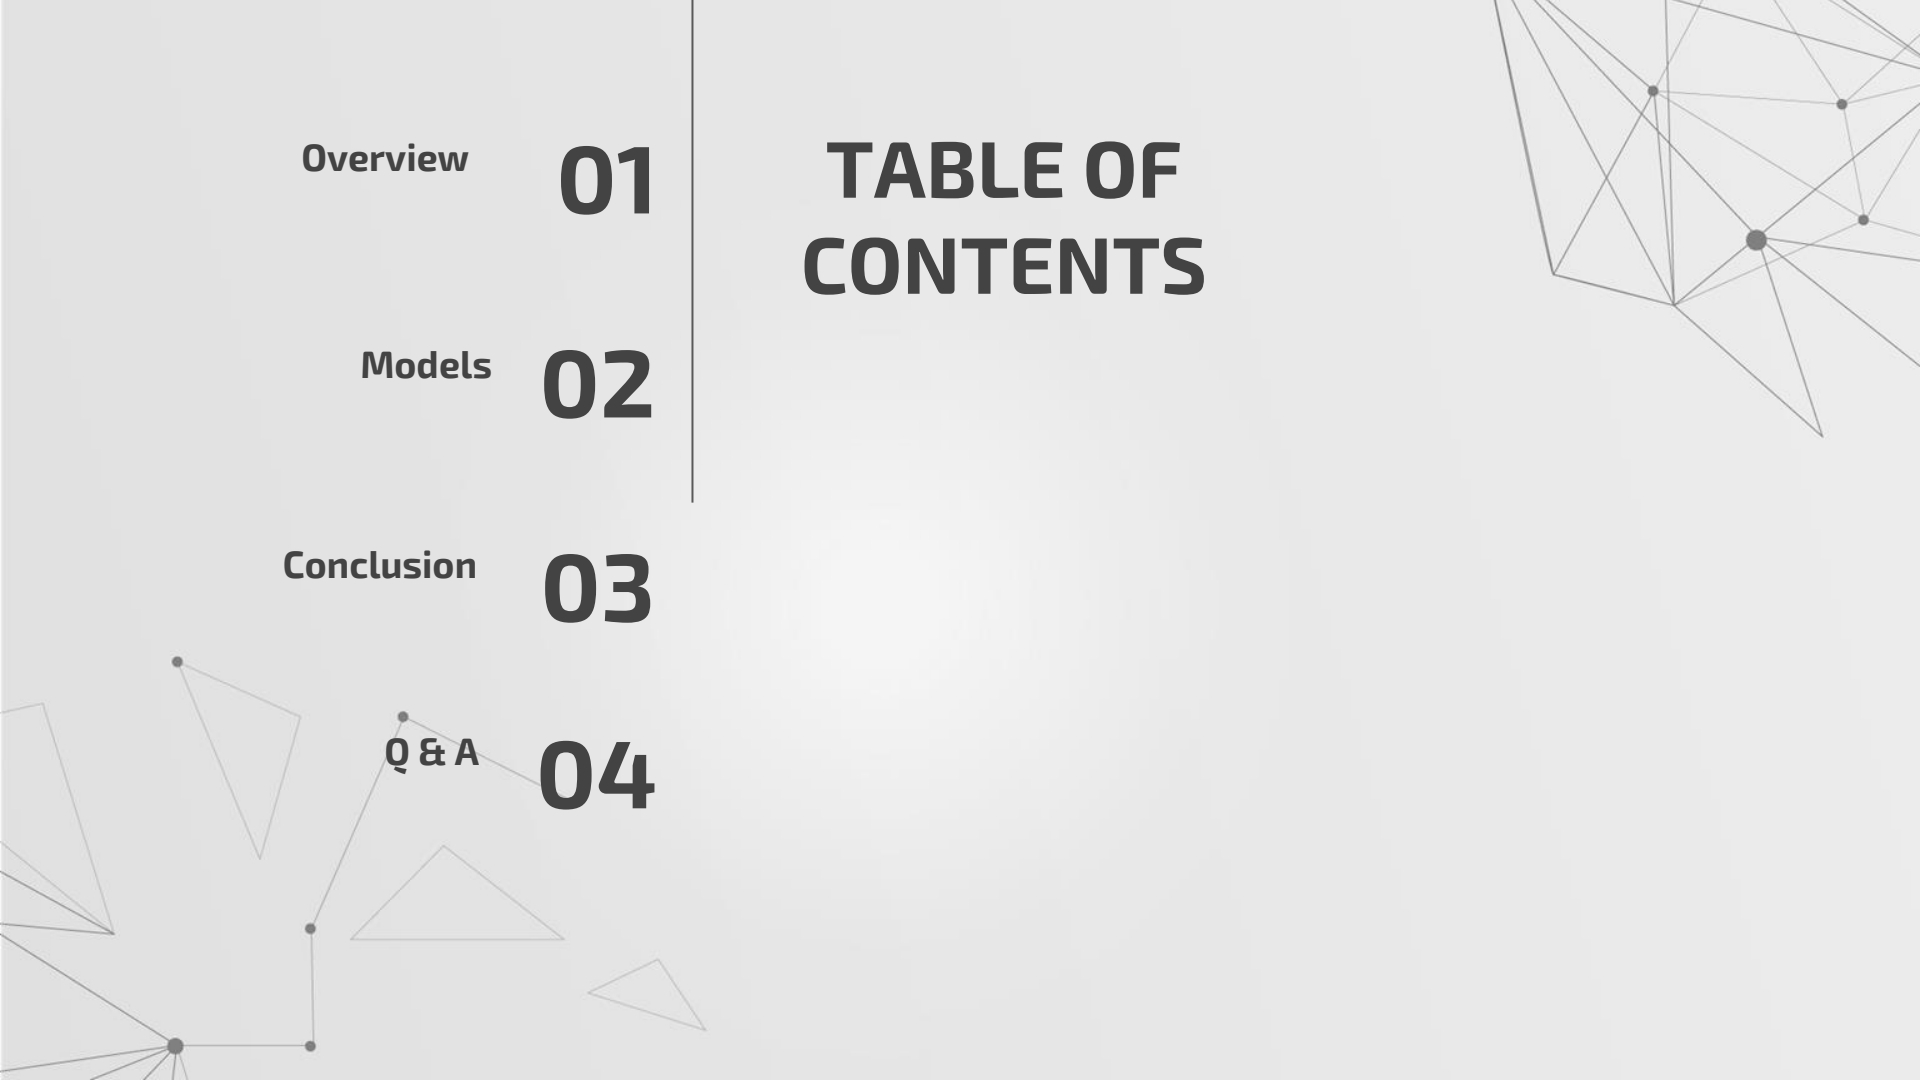 TABLE OF
CONTENTS
Overview 01
Models 02
Conclusion 03
Q & A 04